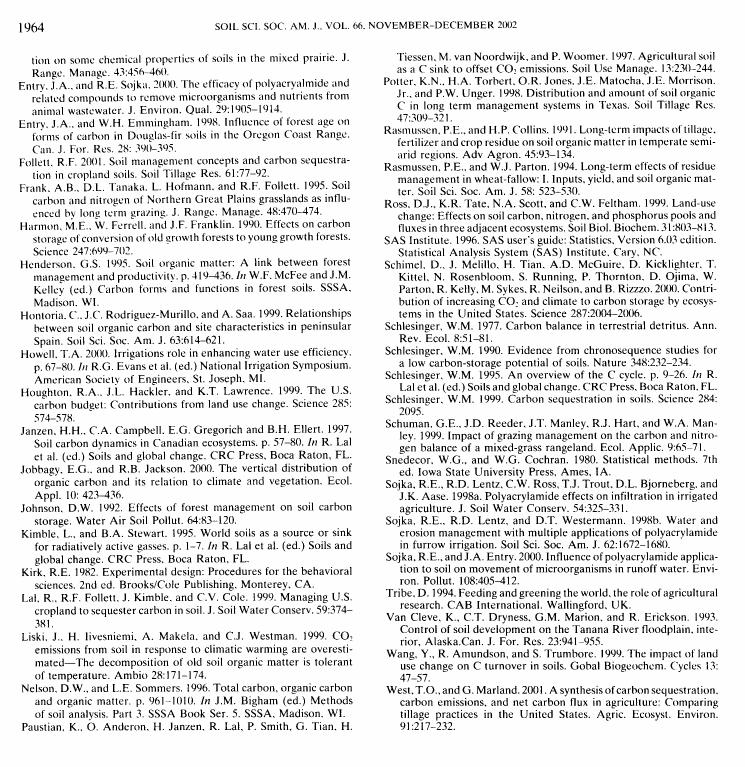 1964
SOIL SCI. SOC. AM. J., VOL. 66, NOVEMBER–DECEMBER 2002
tion on some chemical properties of soils in the mixed prairie. J.
Range. Manage. 43:456–460.
Entry, J.A., and R.E. Sojka. 2000. The efficacy of polyacryalmide and
related compounds to remove microorganisms and nutrients from
animal wastewater. J. Environ. Qual. 29:1905–1914.
Entry, J.A., and W.H. Emmingham. 1998. Influence of forest age on
forms of carbon in Douglas-fir soils in the Oregon Coast Range.
Can. J. For. Res. 28: 390–395.
Follett, R.F. 2001. Soil management concepts and carbon sequestra-
tion in cropland soils. Soil Tillage Res. 61:77–92.
Frank, A.B., D.L. Tanaka, L. Hofmann, and R.F. Follett. 1995. Soil
carbon and nitrogen of Northern Great Plains grasslands as influ-
enced by long term grazing. J. Range. Manage. 48:470–474.
Harmon, M.E., W. Ferrell, and J.F. Franklin. 1990. Effects on carbon
storage of conversion of old growth forests to young growth forests.
Science 247:699–702.
Henderson, G.S. 1995. Soil organic matter: A link between forest
management and productivity. p. 419–436. In W.F. McFee and J.M.
Kelley (ed.) Carbon forms and functions in forest soils. SSSA,
Madison, WI.
Hontoria, C., J.C. Rodriguez-Murillo, and A. Saa. 1999. Relationships
between soil organic carbon and site characteristics in peninsular
Spain. Soil Sci. Soc. Am. J. 63:614–621.
Howell, T.A. 2000. Irrigations role in enhancing water use efficiency.
p. 67–80. In R.G. Evans et al. (ed.) National Irrigation Symposium.
American Society of Engineers, St. Joseph, MI.
Houghton, R.A., J.L. Hackler, and K.T. Lawrence. 1999. The U.S.
carbon budget: Contributions from land use change. Science 285:
574–578.
Janzen, H.H., C.A. Campbell, E.G. Gregorich and B.H. Ellert. 1997.
Soil carbon dynamics in Canadian ecosystems. p. 57–80. In R. Lal
et al. (ed.) Soils and global change. CRC Press, Boca Raton, FL.
Jobbagy, E.G., and R.B. Jackson. 2000. The vertical distribution of
organic carbon and its relation to climate and vegetation. Ecol.
Appl. 10: 423–436.
Johnson, D.W. 1992. Effects of forest management on soil carbon
storage. Water Air Soil Pollut. 64:83–120.
Kimble, L., and B.A. Stewart. 1995. World soils as a source or sink
for radiatively active gasses. p. 1–7. In R. Lal et al. (ed.) Soils and
global change. CRC Press, Boca Raton, FL.
Kirk, R.E. 1982. Experimental design: Procedures for the behavioral
sciences. 2nd ed. Brooks/Cole Publishing, Monterey, CA.
Lal, R., R.F. Follett, J. Kimble, and C.V. Cole. 1999. Managing U.S.
cropland to sequester carbon in soil. J. Soil Water Conserv. 59:374–
381.
Liski, J., H. Iivesniemi, A. Makela, and C.J. Westman. 1999. CO₂
emissions from soil in response to climatic warming are overesti-
mated—The decomposition of old soil organic matter is tolerant
of temperature. Ambio 28:171–174.
Nelson, D.W., and L.E. Sommers. 1996. Total carbon, organic carbon
and organic matter. p. 961–1010. In J.M. Bigham (ed.) Methods
of soil analysis. Part 3. SSSA Book Ser. 5. SSSA, Madison, WI.
Paustian, K., O. Anderon, H. Janzen, R. Lal, P. Smith, G. Tian, H.
Tiessen, M. van Noordwijk, and P. Woomer. 1997. Agricultural soil
as a C sink to offset CO₂ emissions. Soil Use Manage. 13:230–244.
Potter, K.N., H.A. Torbert, O.R. Jones, J.E. Matocha, J.E. Morrison.
Jr., and P.W. Unger. 1998. Distribution and amount of soil organic
C in long term management systems in Texas. Soil Tillage Res.
47:309–321.
Rasmussen, P.E., and H.P. Collins. 1991. Long-term impacts of tillage,
fertilizer and crop residue on soil organic matter in temperate semi-
arid regions. Adv Agron. 45:93–134.
Rasmussen, P.E., and W.J. Parton. 1994. Long-term effects of residue
management in wheat-fallow: I. Inputs, yield, and soil organic mat-
ter. Soil Sci. Soc. Am. J. 58: 523–530.
Ross, D.J., K.R. Tate, N.A. Scott, and C.W. Feltham. 1999. Land-use
change: Effects on soil carbon, nitrogen, and phosphorus pools and
fluxes in three adjacent ecosystems. Soil Biol. Biochem. 31:803–813.
SAS Institute. 1996. SAS user's guide: Statistics, Version 6.03 edition.
Statistical Analysis System (SAS) Institute, Cary, NC.
Schimel, D., J. Melillo, H. Tian, A.D. McGuire, D. Kicklighter, T.
Kittel, N. Rosenbloom, S. Running, P. Thornton, D. Ojima, W.
Parton, R. Kelly, M. Sykes, R. Neilson, and B. Rizzzo. 2000. Contri-
bution of increasing CO₂ and climate to carbon storage by ecosys-
tems in the United States. Science 287:2004–2006.
Schlesinger, W.M. 1977. Carbon balance in terrestrial detritus. Ann.
Rev. Ecol. 8:51–81.
Schlesinger, W.M. 1990. Evidence from chronosequence studies for
a low carbon-storage potential of soils. Nature 348:232–234.
Schlesinger, W.M. 1995. An overview of the C cycle. p. 9–26. In R.
Lal et al. (ed.) Soils and global change. CRC Press, Boca Raton, FL.
Schlesinger, W.M. 1999. Carbon sequestration in soils. Science 284:
2095.
Schuman, G.E., J.D. Reeder, J.T. Manley, R.J. Hart, and W.A. Man-
ley. 1999. Impact of grazing management on the carbon and nitro-
gen balance of a mixed-grass rangeland. Ecol. Applic. 9:65–71.
Snedecor, W.G., and W.G. Cochran. 1980. Statistical methods. 7th
ed. Iowa State University Press, Ames, IA.
Sojka, R.E., R.D. Lentz, C.W. Ross, T.J. Trout, D.L. Bjorneberg, and
J.K. Aase. 1998a. Polyacrylamide effects on infiltration in irrigated
agriculture. J. Soil Water Conserv. 54:325–331.
Sojka, R.E., R.D. Lentz, and D.T. Westermann. 1998b. Water and
erosion management with multiple applications of polyacrylamide
in furrow irrigation. Soil Sci. Soc. Am. J. 62:1672–1680.
Sojka, R.E., and J.A. Entry. 2000. Influence of polyacrylamide applica-
tion to soil on movement of microorganisms in runoff water. Envi-
ron. Pollut. 108:405–412.
Tribe, D. 1994. Feeding and greening the world, the role of agricultural
research. CAB International. Wallingford, UK.
Van Cleve, K., C.T. Dryness, G.M. Marion, and R. Erickson. 1993.
Control of soil development on the Tanana River floodplain, inte-
rior, Alaska.Can. J. For. Res. 23:941–955.
Wang, Y., R. Amundson, and S. Trumbore. 1999. The impact of land
use change on C turnover in soils. Gobal Biogeochem. Cycles 13:
47–57.
West, T.O., and G. Marland. 2001. A synthesis of carbon sequestration,
carbon emissions, and net carbon flux in agriculture: Comparing
tillage practices in the United States. Agric. Ecosyst. Environ.
91:217–232.